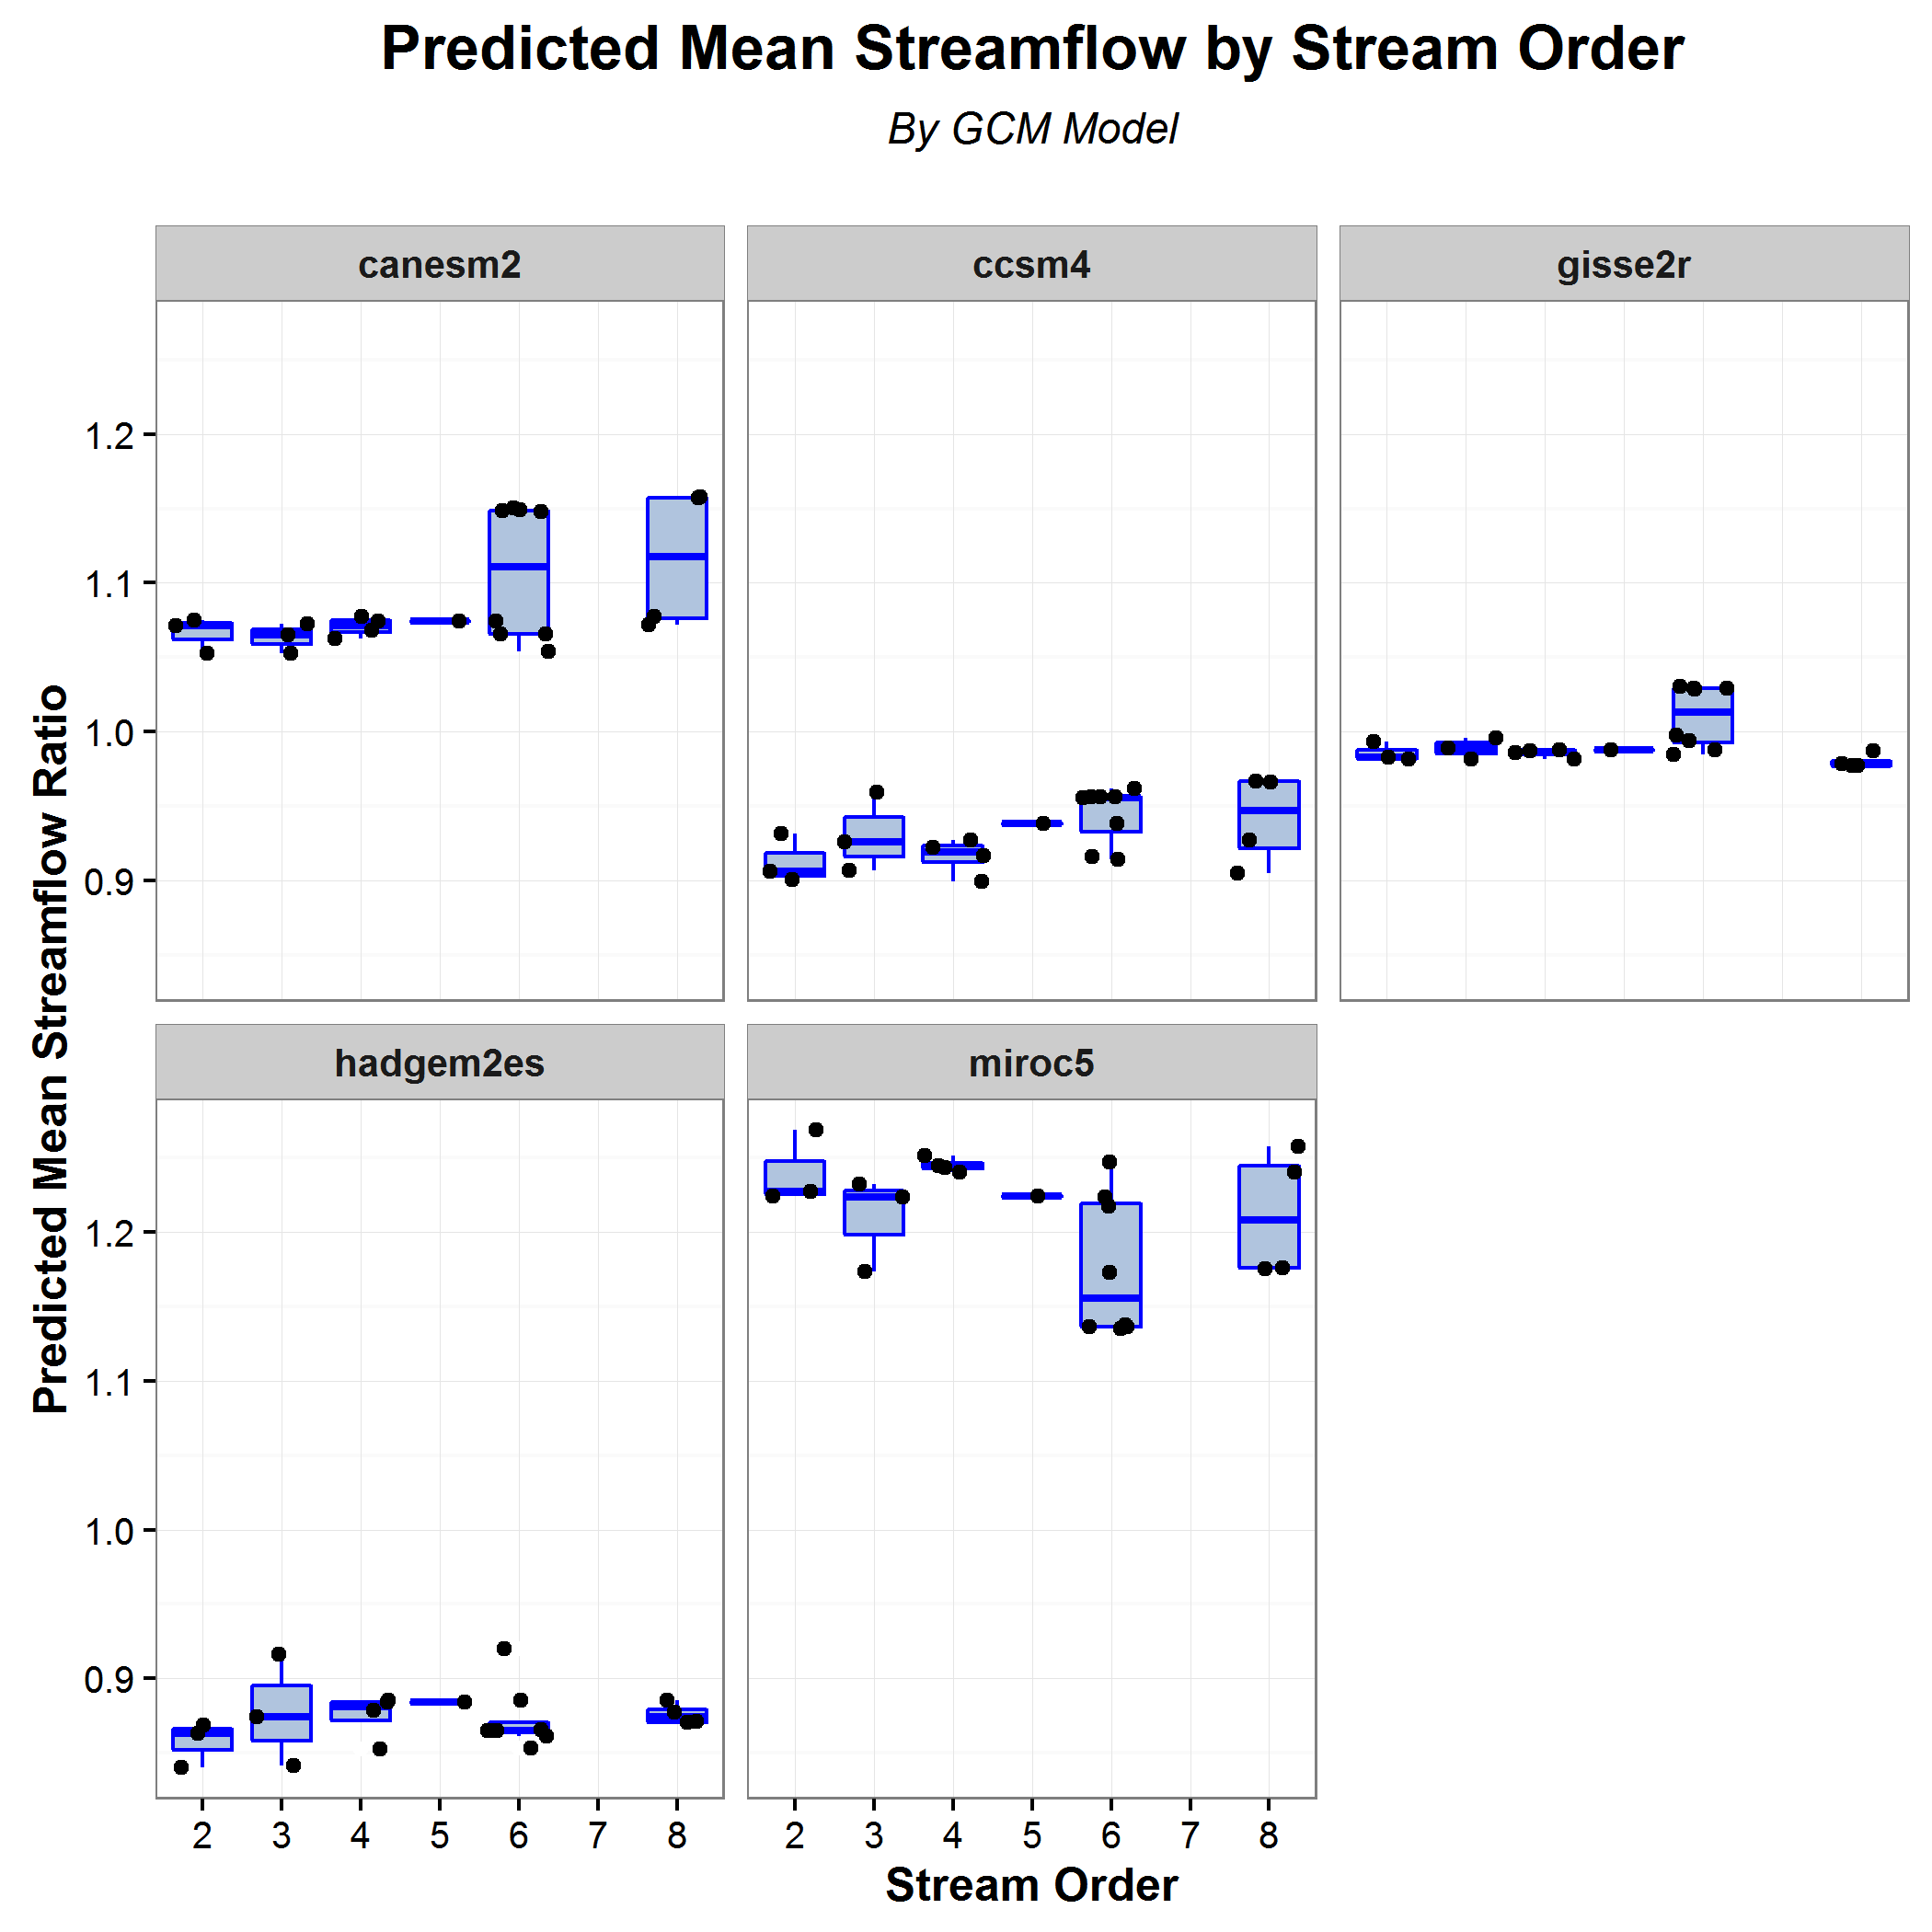 Predicted Mean Streamflow by Stream Order
By GCM Model
canesm2
ccsm4
gisse2r
1.2
1.1
1.0
0.9
Predicted Mean Streamflow Ratio
hadgem2es
miroc5
1.2
1.1
1.0
0.9
2 3 4 5 6 7 8
2 3 4 5 6 7 8
Stream Order